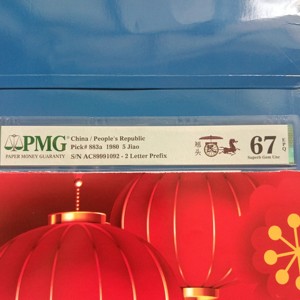 PMG
PAPER MONEY GUARANTY
China / People's Republic
Pick# 883a 1980 5 Jiao
S/N AC89991092 - 2 Letter Prefix
67
EPQ
Superb Gem Unc